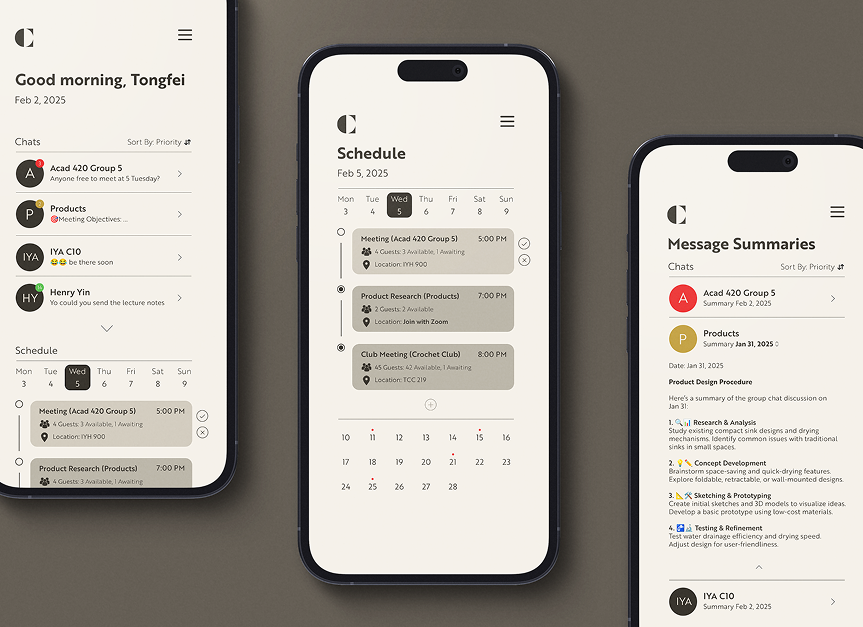 Good morning, Tongfei
Feb 2, 2025
Chats
Sort By: Priority
A
Acad 420 Group 5
Anyone free to meet at 5 Tuesday?
P
Products
🎯Meeting Objectives: ...
IYA
IYA C10
😂😂 be there soon
HY
Henry Yin
Yo could you send the lecture notes
Schedule
Mon Tue Wed Thu Fri Sat Sun
3 4 5 6 7 8 9
Meeting (Acad 420 Group 5) 5:00 PM
4 Guests: 3 Available, 1 Awaiting
Location: IYH 900
Product Research (Products) 7:00 PM
4 Guests: 3 Available, 1 Awaiting
Schedule
Feb 5, 2025
Mon Tue Wed Thu Fri Sat Sun
3 4 5 6 7 8 9
Meeting (Acad 420 Group 5) 5:00 PM
4 Guests: 3 Available, 1 Awaiting
Location: IYH 900
Product Research (Products) 7:00 PM
2 Guests: 2 Available
Location: Join with Zoom
Club Meeting (Crochet Club) 8:00 PM
45 Guests: 42 Available, 1 Awaiting
Location: TCC 219
10 11 12 13 14 15 16
17 18 19 20 21 22 23
24 25 26 27 28
Message Summaries
Chats
Sort By: Priority
A
Acad 420 Group 5
Summary Feb 2, 2025
P
Products
Summary Jan 31, 2025
Date: Jan 31, 2025
Product Design Procedure
Here's a summary of the group chat discussion on
Jan 31:
1. 🔍📊 Research & Analysis
Study existing compact sink designs and drying
mechanisms. Identify common issues with traditional
sinks in small spaces.
2. 💡✏️ Concept Development
Brainstorm space-saving and quick-drying features.
Explore foldable, retractable, or wall-mounted designs.
3. 📐🛠️ Sketching & Prototyping
Create initial sketches and 3D models to visualize ideas.
Develop a basic prototype using low-cost materials.
4. 🚰🔬 Testing & Refinement
Test water drainage efficiency and drying speed.
Adjust design for user-friendliness.
IYA
IYA C10
Summary Feb 2, 2025